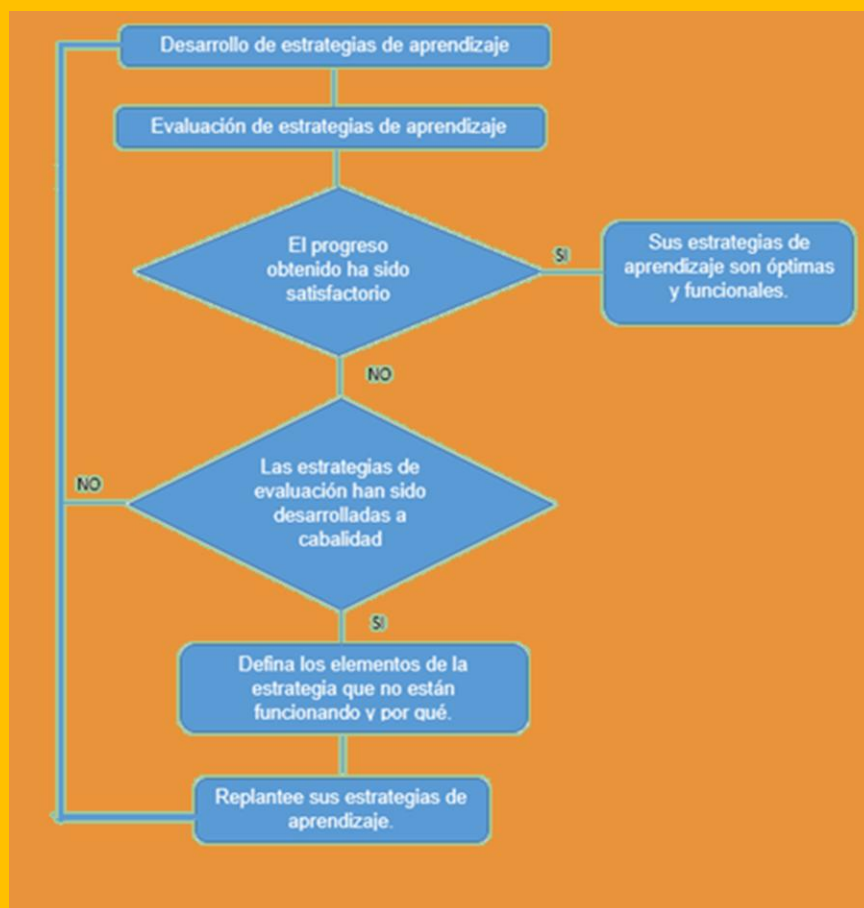 Desarrollo de estrategias de aprendizaje
Evaluación de estrategias de aprendizaje
El progreso
obtenido ha sido
satisfactorio
SI
Sus estrategias de
aprendizaje son óptimas
y funcionales.
NO
Las estrategias de
evaluación han sido
desarrolladas a
cabalidad
NO
SI
Defina los elementos de la
estrategia que no están
funcionando y por qué.
Replantee sus estrategias de
aprendizaje.